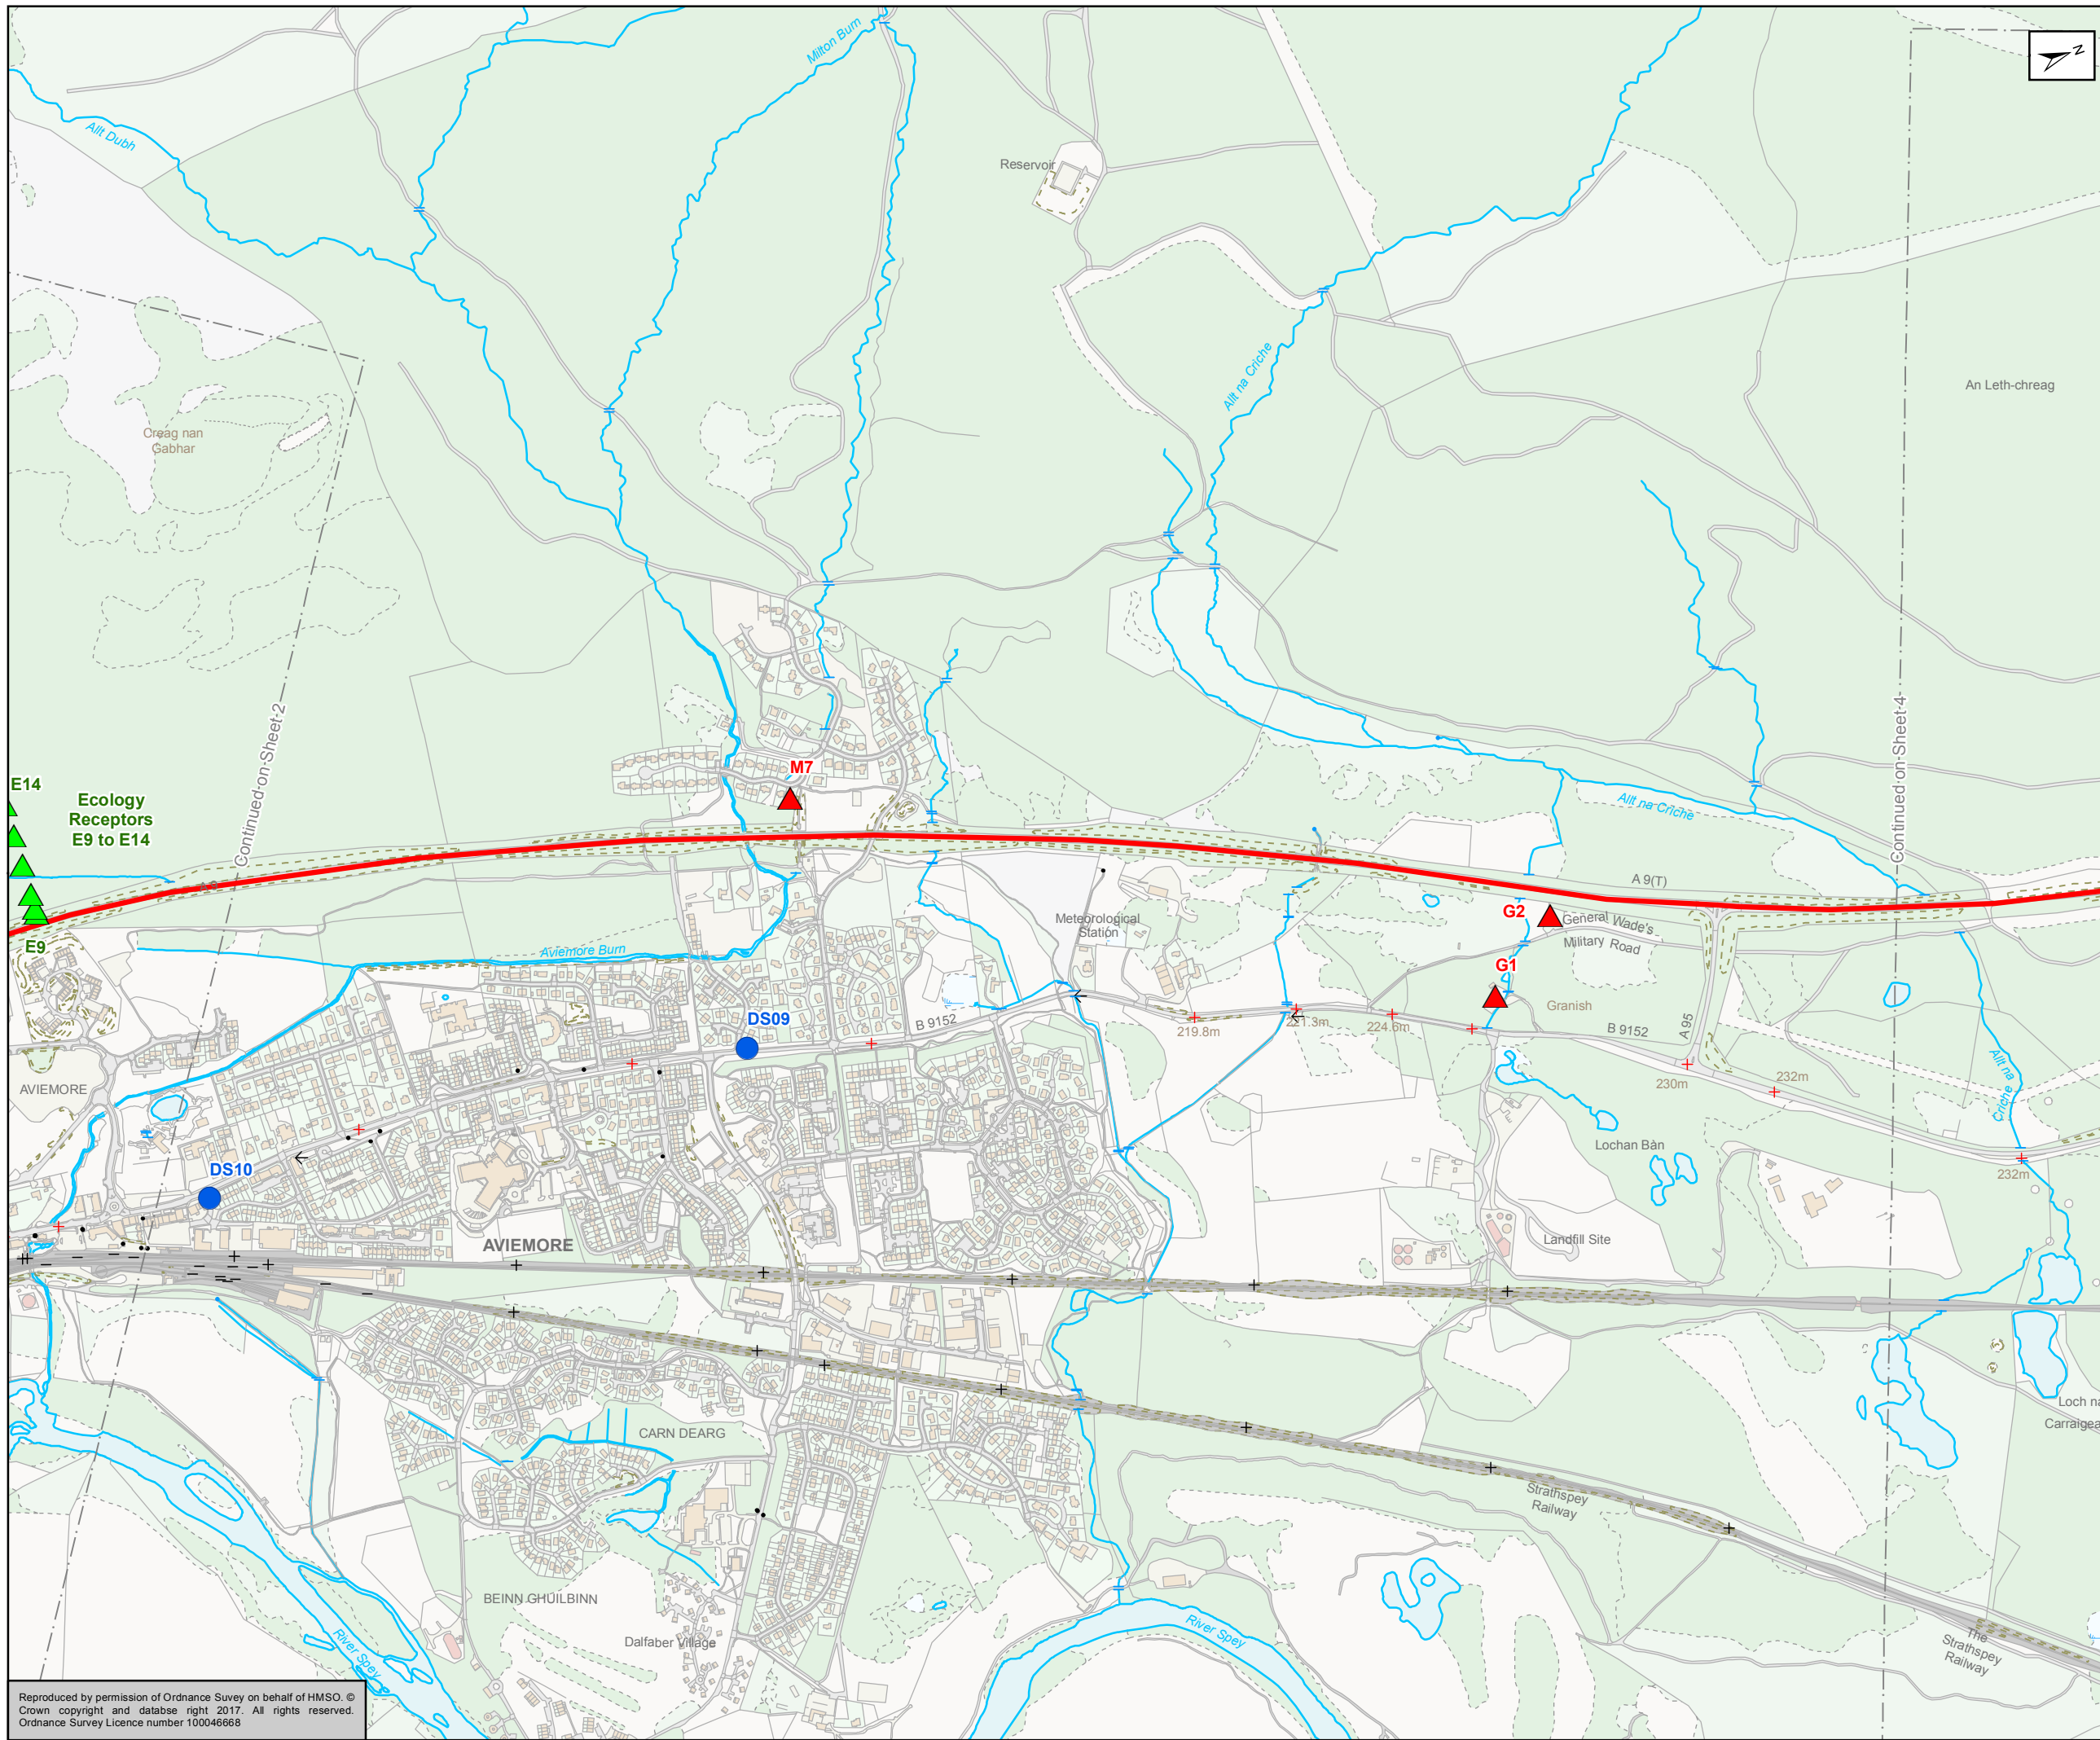 Milton Burn
N
Allt Dubh
Reservoir
Allt na Criche
An Leth-chreag
Creag nan
Gabhar
Continued on Sheet 2
Continued on Sheet 4
M7
E14
Ecology
Receptors
E9 to E14
Allt na Criche
A 9
A 9(T)
G2
General Wade's
Military Road
Meteorological
Station
E9
Aviemore Burn
G1
Granish
DS09
B 9152
219.8m
221.3m
224.6m
B 9152
A 95
230m
232m
Allt na
Criche
AVIEMORE
Lochan Bàn
DS10
232m
AVIEMORE
Landfill Site
Loch na
Carraigea
CARN DEARG
Strathspey
Railway
BEINN GHUILBINN
Dalfaber Village
River Spey
River Spey
The
Strathspey
Railway
Reproduced by permission of Ordnance Suvey on behalf of HMSO. ©
Crown copyright and databse right 2017. All rights reserved.
Ordnance Survey Licence number 100046668